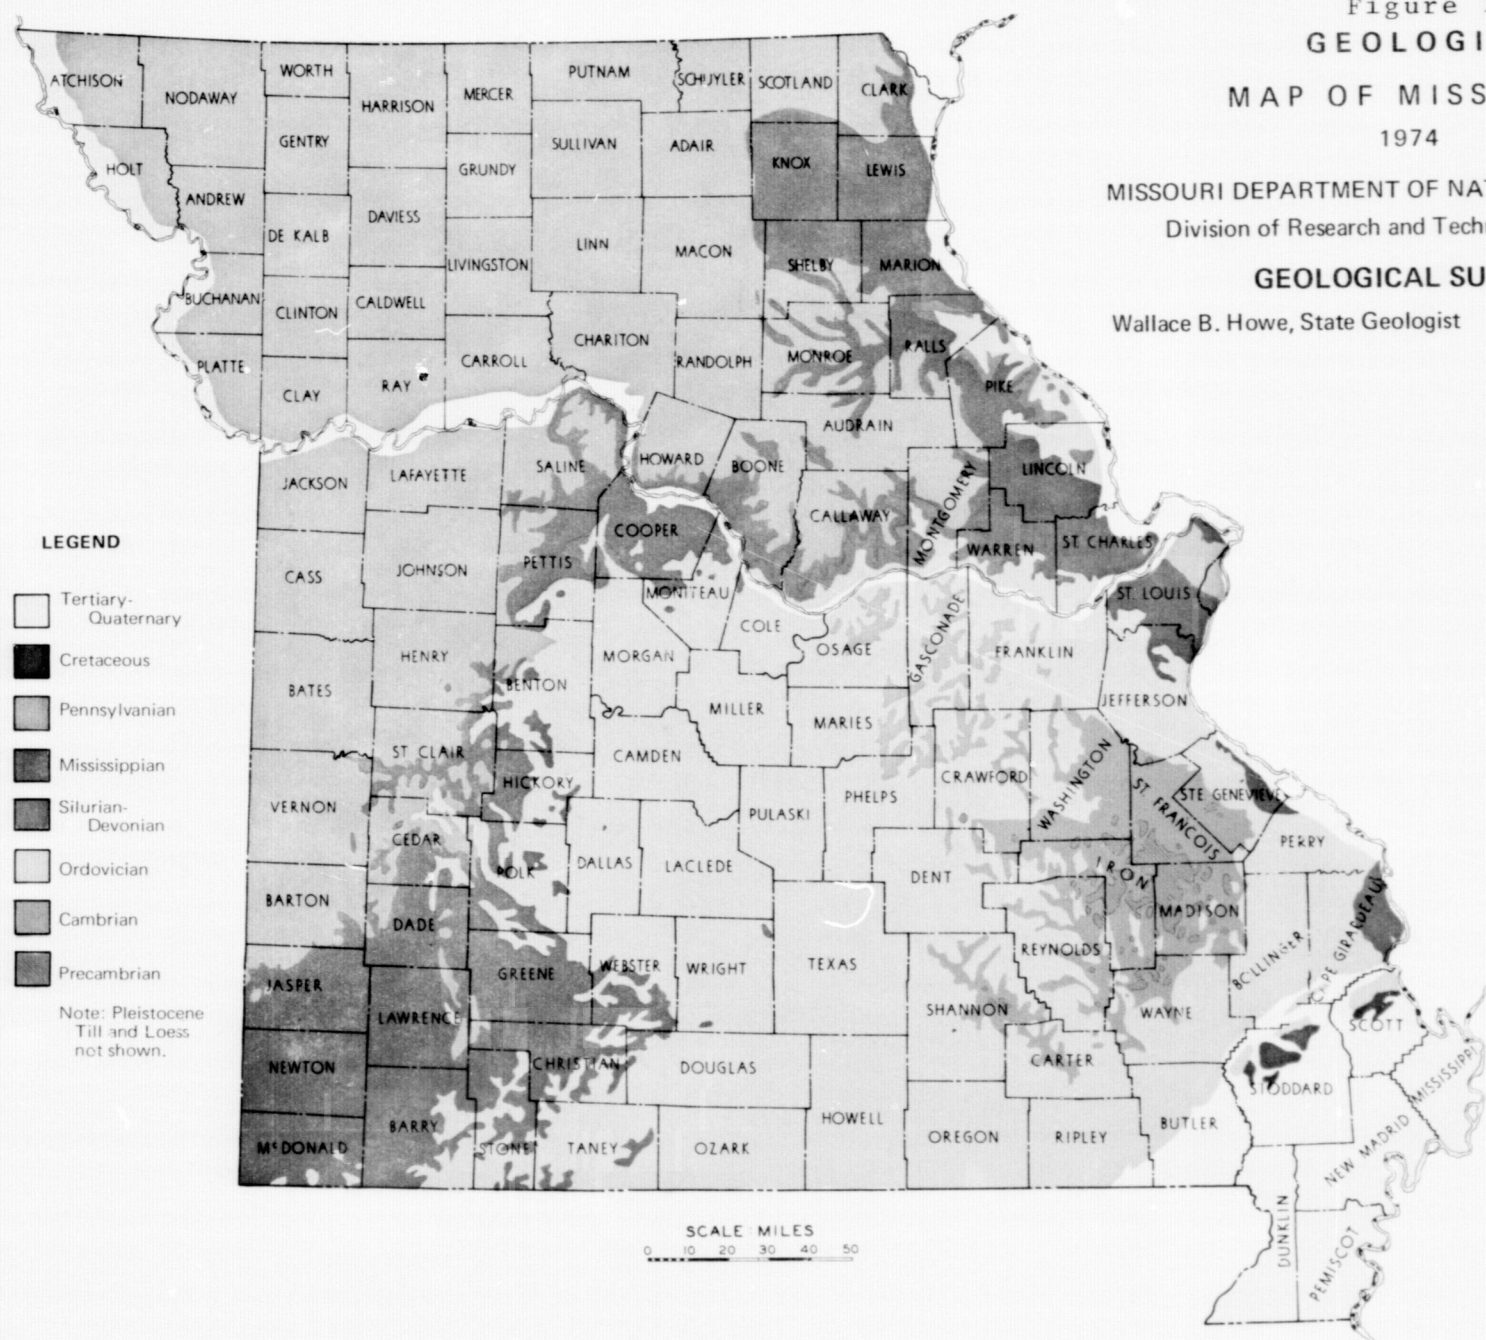 Figure
GEOLOGI
MAP OF MISS
1974
MISSOURI DEPARTMENT OF NAT
Division of Research and Techn
GEOLOGICAL SU
Wallace B. Howe, State Geologist
ATCHISON
NODAWAY
WORTH
HARRISON
MERCER
PUTNAM
SCHUYLER
SCOTLAND
CLARK
HOLT
GENTRY
GRUNDY
SULLIVAN
ADAIR
KNOX
LEWIS
ANDREW
DE KALB
DAVIESS
LIVINGSTON
LINN
MACON
SHELBY
MARION
BUCHANAN
CLINTON
CALDWELL
CARROLL
CHARITON
RANDOLPH
MONROE
RALLS
PIKE
PLATTE
CLAY
RAY
AUDRAIN
JACKSON
LAFAYETTE
SALINE
HOWARD
BOONE
CALLAWAY
MONTGOMERY
LINCOLN
WARREN
ST. CHARLES
ST. LOUIS
CASS
JOHNSON
PETTIS
COOPER
MONITEAU
COLE
OSAGE
GASCONADE
FRANKLIN
JEFFERSON
BATES
HENRY
BENTON
MORGAN
MILLER
MARIES
ST CLAIR
HICKORY
CAMDEN
PULASKI
PHELPS
CRAWFORD
WASHINGTON
ST. FRANCOIS
STE GENEVIEVE
PERRY
VERNON
CEDAR
POLK
DALLAS
LACLEDE
DENT
IRON
MADISON
BOLLINGER
CAPE GIRARDEAU
BARTON
DADE
GREENE
WEBSTER
WRIGHT
TEXAS
REYNOLDS
WAYNE
JASPER
LAWRENCE
CHRISTIAN
DOUGLAS
SHANNON
CARTER
SCOTT
STODDARD
MISSISSIPPI
NEWTON
BARRY
STONE
TANEY
OZARK
HOWELL
OREGON
RIPLEY
BUTLER
NEW MADRID
McDONALD
DUNKLIN
PEMISCOT
LEGEND
Tertiary-
Quaternary
Cretaceous
Pennsylvanian
Mississippian
Silurian-
Devonian
Ordovician
Cambrian
Precambrian
Note: Pleistocene
Till and Loess
not shown.
SCALE MILES
0 10 20 30 40 50